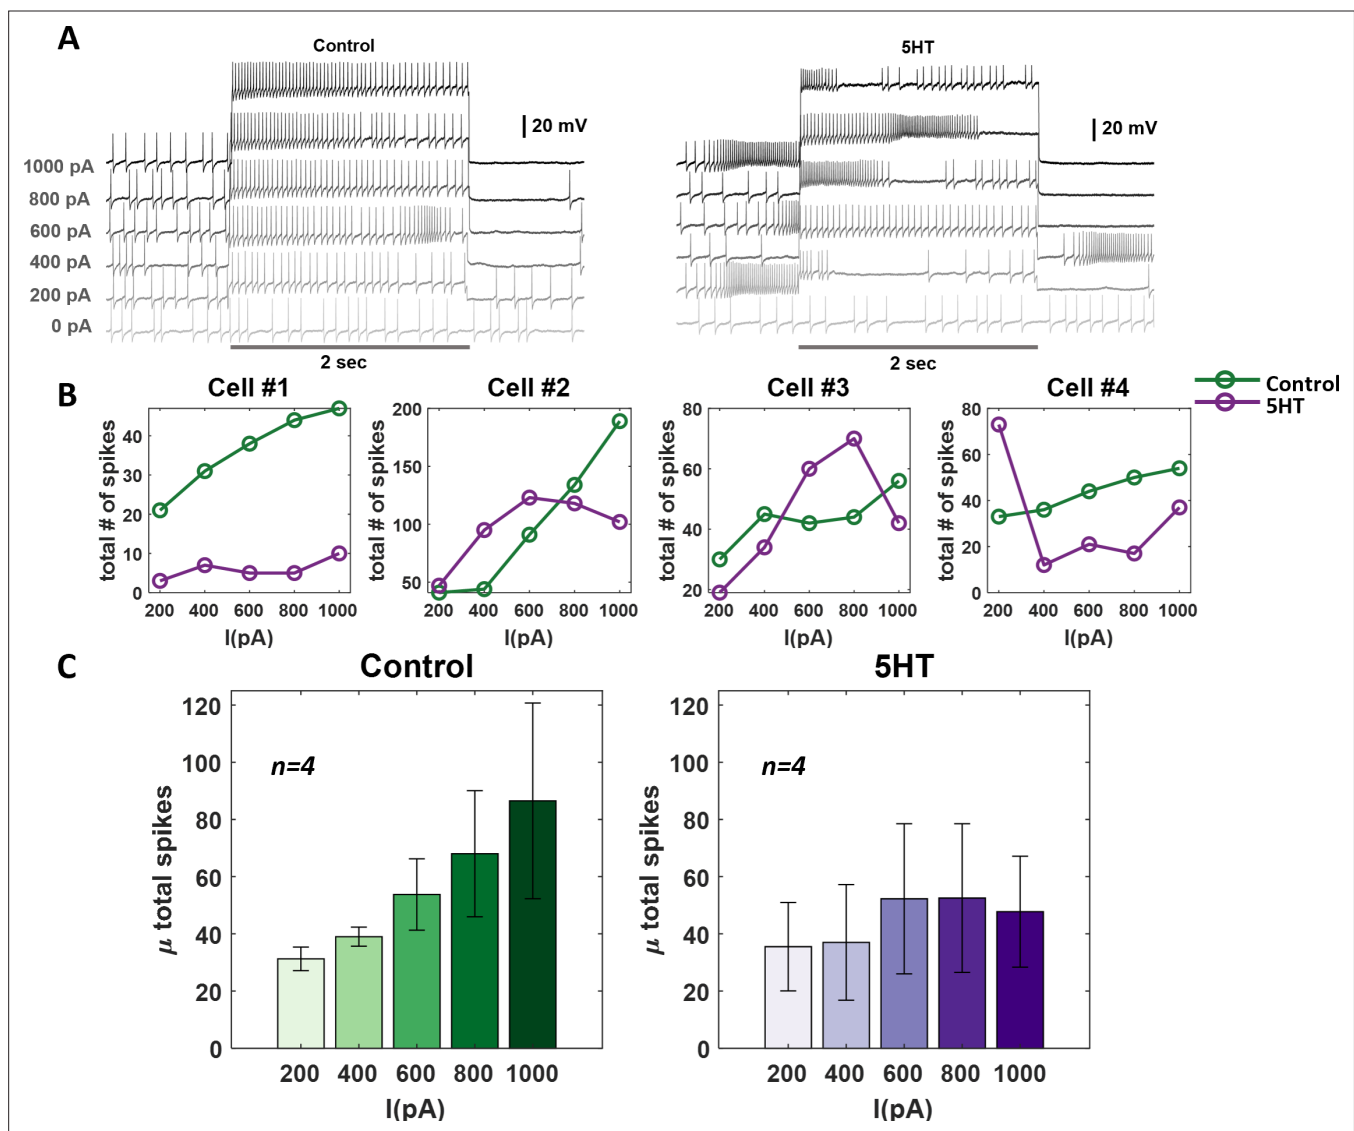 A
Control
5HT
20 mV
20 mV
1000 pA
800 pA
600 pA
400 pA
200 pA
0 pA
2 sec
2 sec
B
Cell #1
Cell #2
Cell #3
Cell #4
Control
5HT
total # of spikes
40
30
20
10
0
200 400 600 800 1000
I(pA)
total # of spikes
200
150
100
50
200 400 600 800 1000
I(pA)
total # of spikes
80
60
40
20
200 400 600 800 1000
I(pA)
total # of spikes
80
60
40
20
0
200 400 600 800 1000
I(pA)
C
Control
μ total spikes
120
100
80
60
40
20
0
n=4
200 400 600 800 1000
I(pA)
5HT
μ total spikes
120
100
80
60
40
20
0
n=4
200 400 600 800 1000
I(pA)